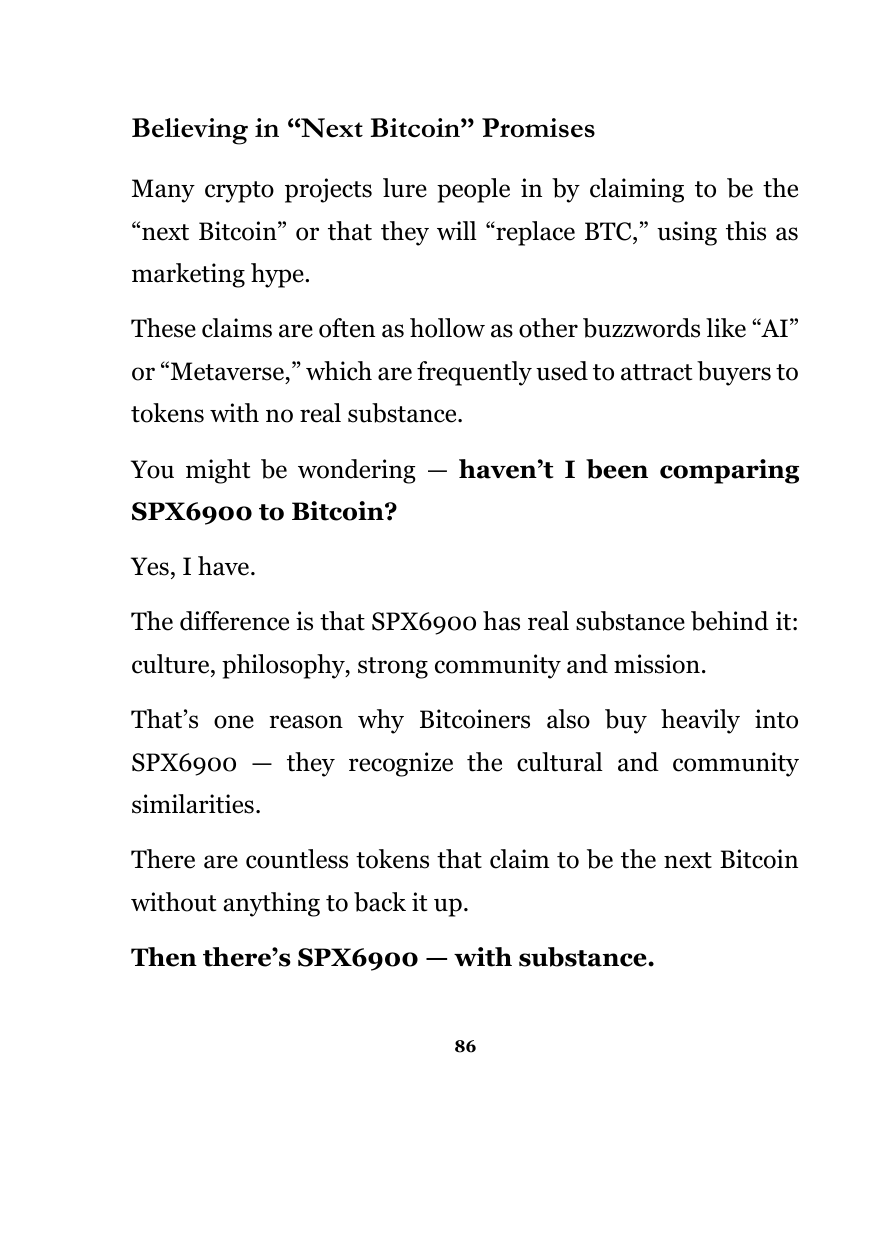 Believing in “Next Bitcoin” Promises
Many crypto projects lure people in by claiming to be the
“next Bitcoin” or that they will “replace BTC,” using this as
marketing hype.
These claims are often as hollow as other buzzwords like “AI”
or “Metaverse,” which are frequently used to attract buyers to
tokens with no real substance.
You might be wondering — haven’t I been comparing
SPX6900 to Bitcoin?
Yes, I have.
The difference is that SPX6900 has real substance behind it:
culture, philosophy, strong community and mission.
That’s one reason why Bitcoiners also buy heavily into
SPX6900 — they recognize the cultural and community
similarities.
There are countless tokens that claim to be the next Bitcoin
without anything to back it up.
Then there’s SPX6900 — with substance.
86